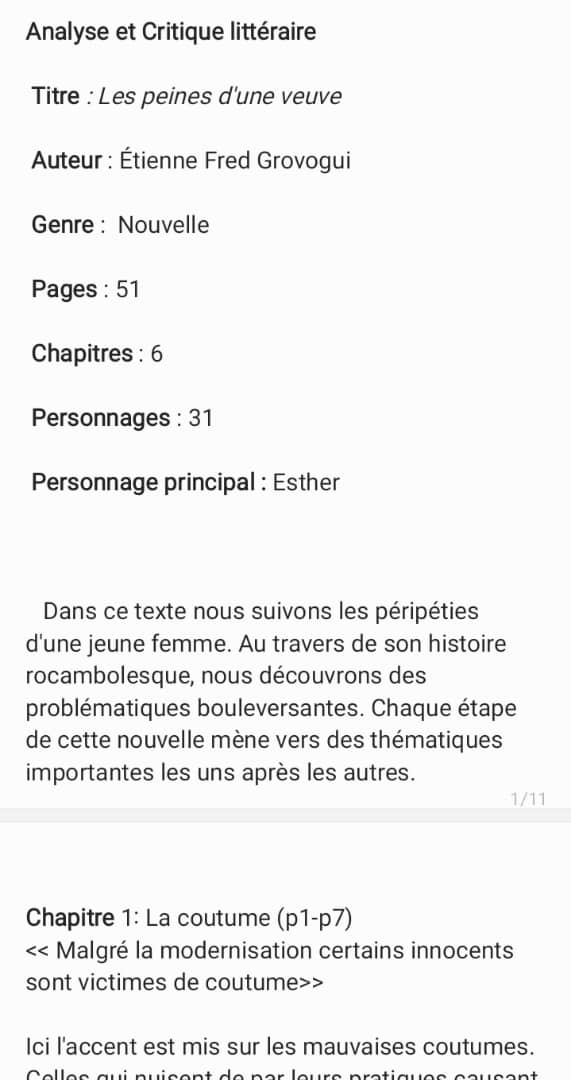 Analyse et Critique littéraire
Titre : Les peines d'une veuve
Auteur : Étienne Fred Grovogui
Genre : Nouvelle
Pages : 51
Chapitres : 6
Personnages : 31
Personnage principal : Esther
Dans ce texte nous suivons les péripéties
d'une jeune femme. Au travers de son histoire
rocambolesque, nous découvrons des
problématiques bouleversantes. Chaque étape
de cette nouvelle mène vers des thématiques
importantes les uns après les autres.
1/11
Chapitre 1: La coutume (p1-p7)
<< Malgré la modernisation certains innocents
sont victimes de coutume>>
Ici l'accent est mis sur les mauvaises coutumes.
Celles qui nuisent de par leurs pratiques causant